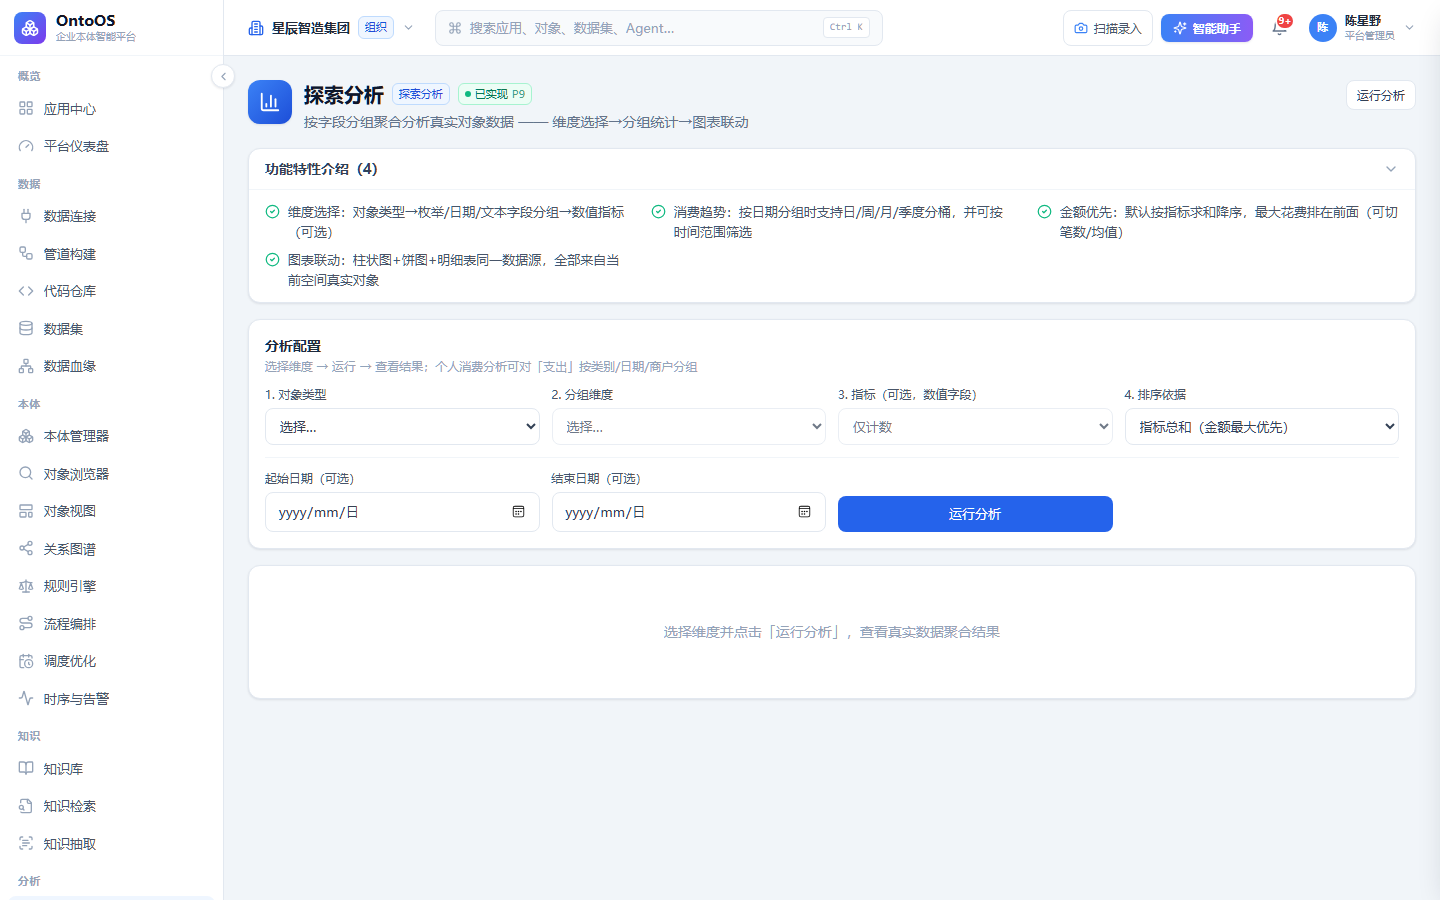 OntoOS
企业本体智能平台
星辰智造集团
组织
搜索应用、对象、数据集、Agent...
Ctrl K
扫描录入
智能助手
9+
陈
陈星野
平台管理员
概览
应用中心
平台仪表盘
数据
数据连接
管道构建
代码仓库
数据集
数据血缘
本体
本体管理器
对象浏览器
对象视图
关系图谱
规则引擎
流程编排
调度优化
时序与告警
知识
知识库
知识检索
知识抽取
分析
探索分析
探索分析
已实现 P9
运行分析
按字段分组聚合分析真实对象数据 —— 维度选择→分组统计→图表联动
功能特性介绍（4）
维度选择：对象类型→枚举/日期/文本字段分组→数值指标
（可选）
消费趋势：按日期分组时支持日/周/月/季度分桶，并可按
时间范围筛选
金额优先：默认按指标求和降序，最大花费排在前面（可切
笔数/均值）
图表联动：柱状图+饼图+明细表同一数据源，全部来自当
前空间真实对象
分析配置
选择维度 → 运行 → 查看结果；个人消费分析可对「支出」按类别/日期/商户分组
1. 对象类型
2. 分组维度
3. 指标（可选，数值字段）
4. 排序依据
选择...
选择...
仅计数
指标总和（金额最大优先）
起始日期（可选）
结束日期（可选）
yyyy/mm/日
yyyy/mm/日
运行分析
选择维度并点击「运行分析」，查看真实数据聚合结果